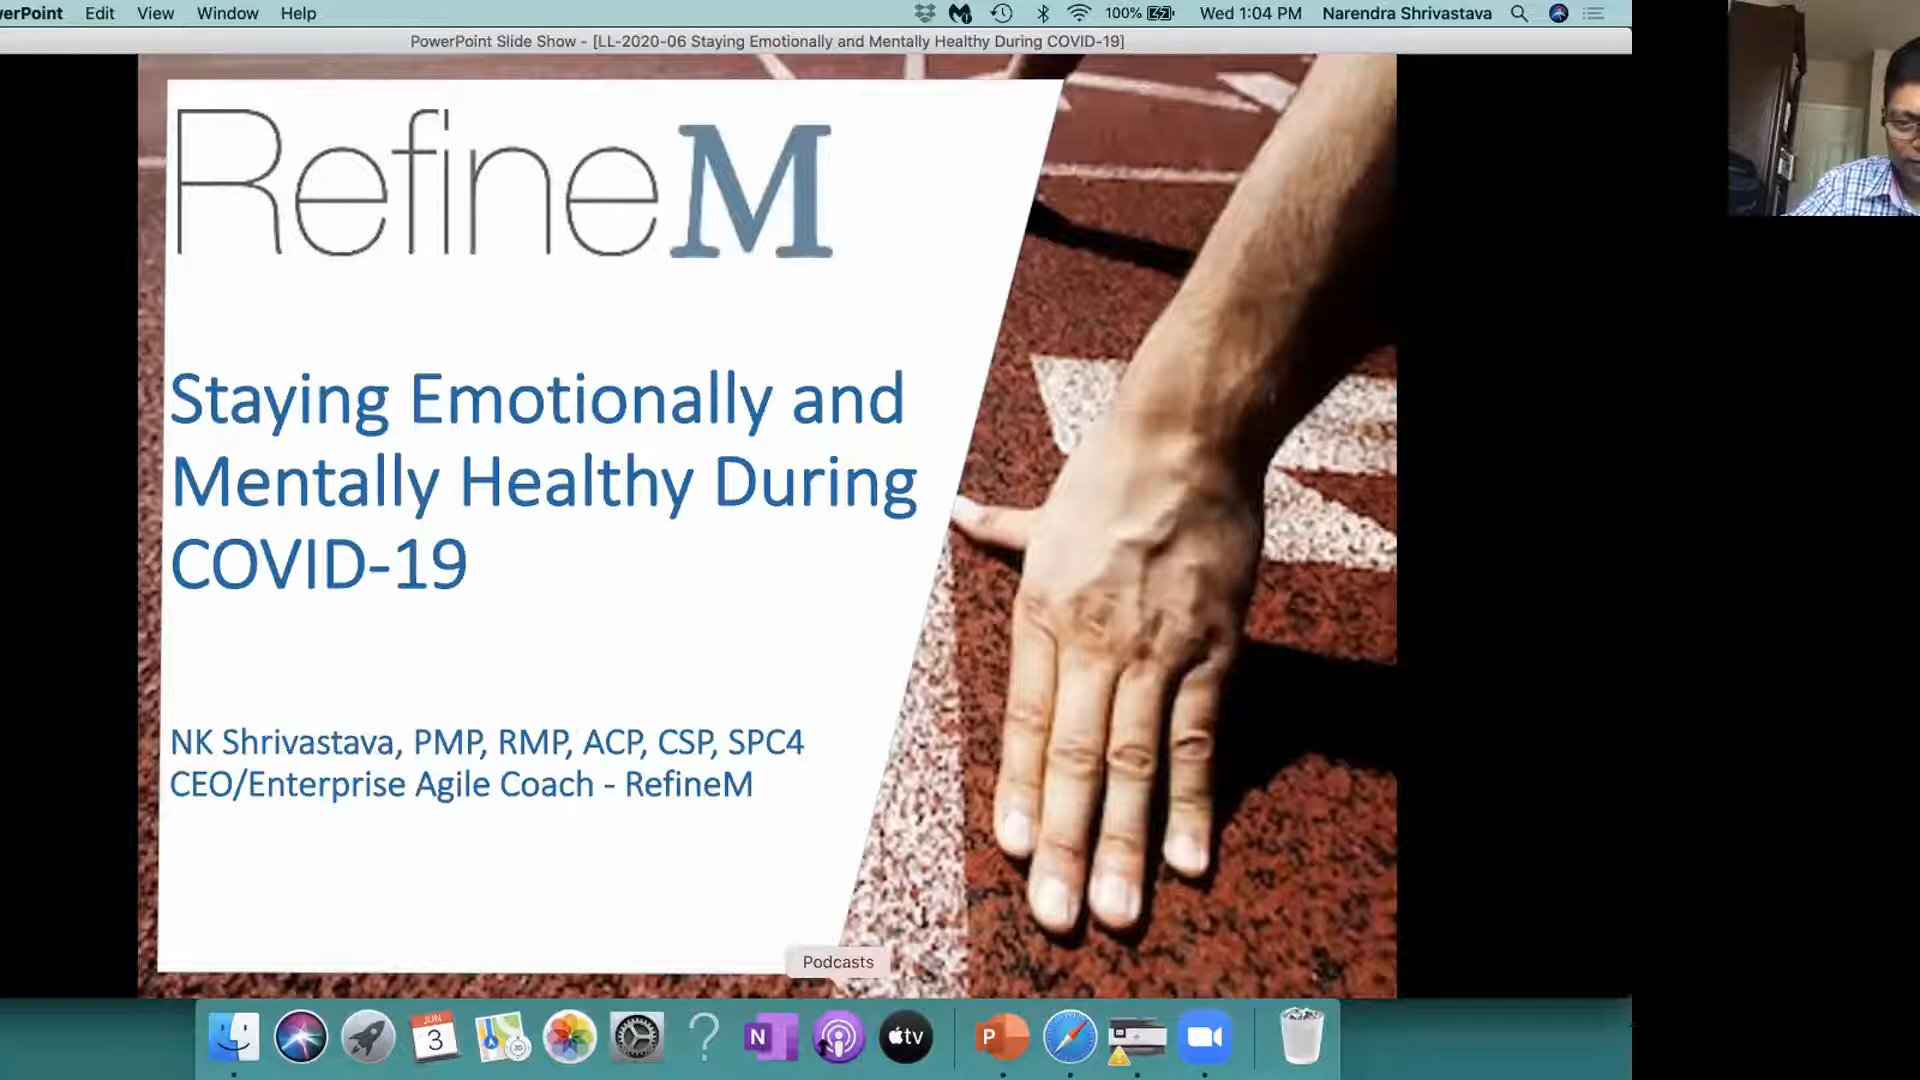 erPoint Edit View Window Help 100% Wed 1:04 PM Narendra Shrivastava
PowerPoint Slide Show - [LL-2020-06 Staying Emotionally and Mentally Healthy During COVID-19]
RefineM
Staying Emotionally and
Mentally Healthy During
COVID-19
NK Shrivastava, PMP, RMP, ACP, CSP, SPC4
CEO/Enterprise Agile Coach - RefineM
Podcasts
JUN
3
N
tv
P